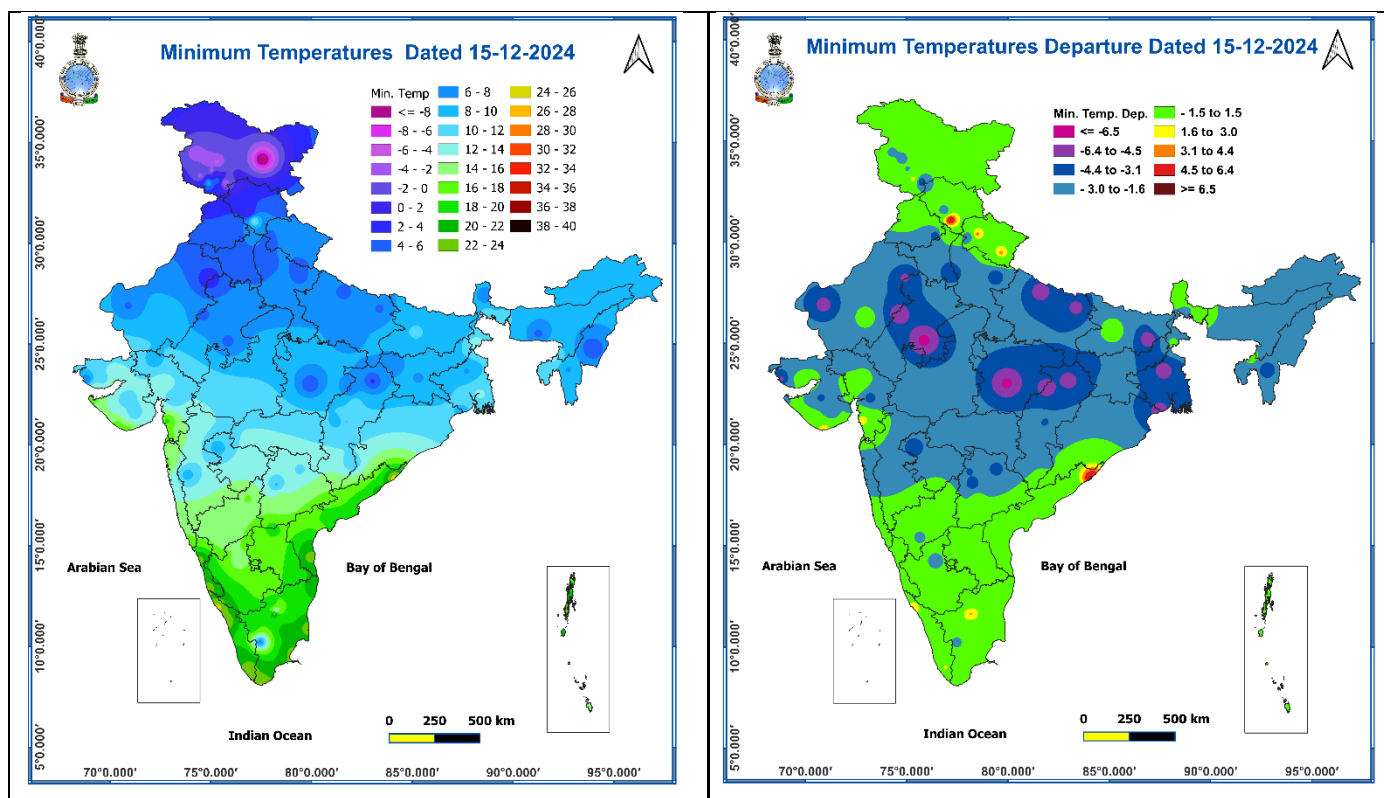 Minimum Temperatures Dated 15-12-2024
Min. Temp
<= -8
-8 - -6
-6 - -4
-4 - -2
-2 - 0
0 - 2
2 - 4
4 - 6
6 - 8
8 - 10
10 - 12
12 - 14
14 - 16
16 - 18
18 - 20
20 - 22
22 - 24
24 - 26
26 - 28
28 - 30
30 - 32
32 - 34
34 - 36
36 - 38
38 - 40
40°0.000'
35°0.000'
30°0.000'
25°0.000'
20°0.000'
15°0.000'
10°0.000'
5°0.000'
Arabian Sea
Bay of Bengal
Indian Ocean
0 250 500 km
70°0.000' 75°0.000' 80°0.000' 85°0.000' 90°0.000' 95°0.000'
Minimum Temperatures Departure Dated 15-12-2024
Min. Temp. Dep.
<= -6.5
-6.4 to -4.5
-4.4 to -3.1
- 3.0 to -1.6
- 1.5 to 1.5
1.6 to 3.0
3.1 to 4.4
4.5 to 6.4
>= 6.5
40°0.000'
35°0.000'
30°0.000'
25°0.000'
20°0.000'
15°0.000'
10°0.000'
5°0.000'
Arabian Sea
Bay of Bengal
Indian Ocean
0 250 500 km
70°0.000' 75°0.000' 80°0.000' 85°0.000' 90°0.000' 95°0.000'